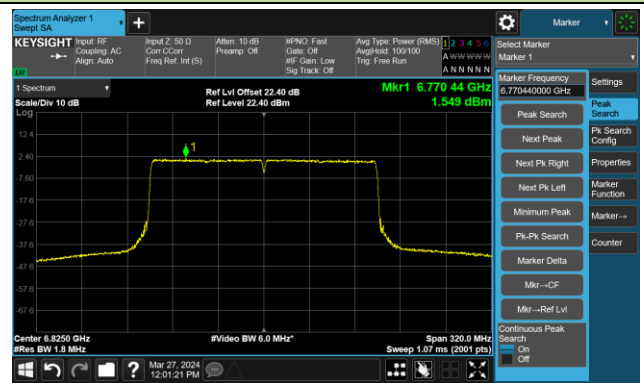 Spectrum Analyzer 1
Swept SA
Marker
KEYSIGHT
Input: RF
Coupling: AC
Align: Auto
Input Z: 50 Ω
Corr CCorr
Freq Ref: Int (S)
Atten: 10 dB
Preamp: Off
#PNO: Fast
Gate: Off
#IF Gain: Low
Sig Track: Off
Avg Type: Power (RMS)
Avg|Hold: 100/100
Trig: Free Run
1 2 3 4 5 6
A W W W W W
A N N N N N
Select Marker
Marker 1
1 Spectrum
Scale/Div 10 dB
Log
Ref Lvl Offset 22.40 dB
Ref Level 22.40 dBm
Mkr1 6.770 44 GHz
1.549 dBm
12.4
2.40
-7.60
-17.6
-27.6
-37.6
-47.6
-57.6
-67.6
1
Center 6.8250 GHz
#Res BW 1.8 MHz
#Video BW 6.0 MHz*
Span 320.0 MHz
Sweep 1.07 ms (2001 pts)
Marker Frequency
6.770440000 GHz
Peak Search
Next Peak
Next Pk Right
Next Pk Left
Minimum Peak
Pk-Pk Search
Marker Delta
Mkr→CF
Mkr→Ref Lvl
Continuous Peak
Search
On
Off
Settings
Peak
Search
Pk Search
Config
Properties
Marker
Function
Marker→
Counter
?
Mar 27, 2024
12:01:21 PM